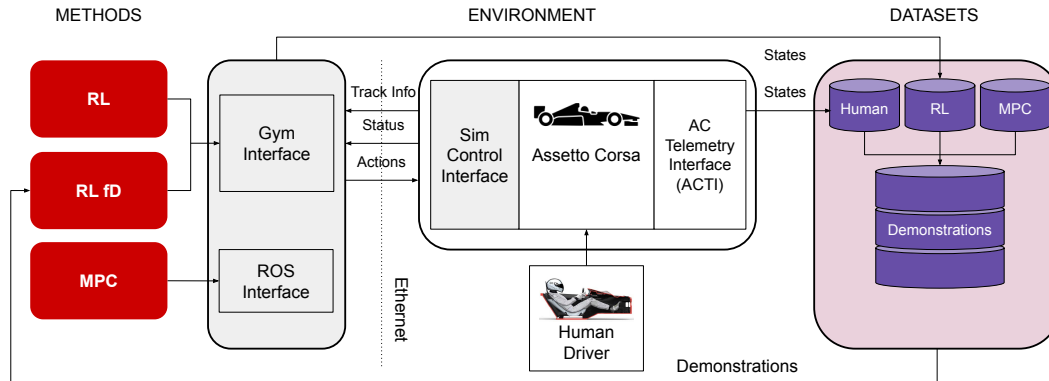 METHODS
ENVIRONMENT
DATASETS
RL
RL fD
MPC
Gym
Interface
ROS
Interface
Track Info
Status
Actions
Ethernet
Sim
Control
Interface
Assetto Corsa
AC
Telemetry
Interface
(ACTI)
Human
Driver
States
States
Human
RL
MPC
Demonstrations
Demonstrations